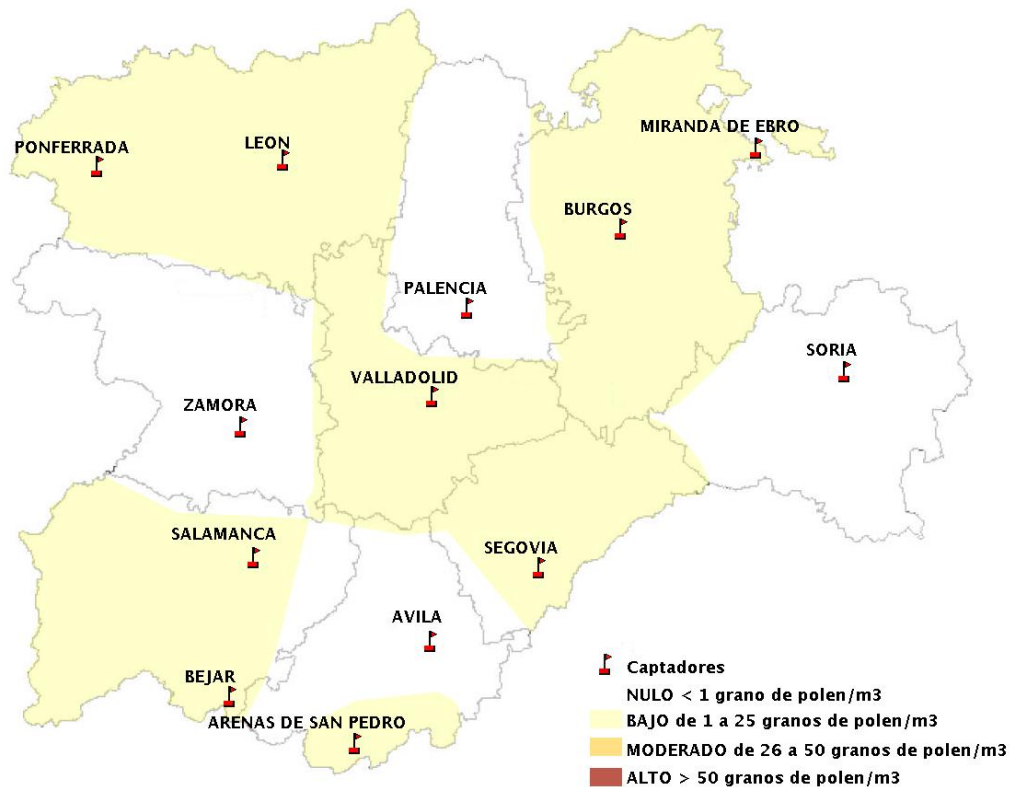 MIRANDA DE EBRO
PONFERRADA
LEON
BURGOS
PALENCIA
SORIA
VALLADOLID
ZAMORA
SALAMANCA
SEGOVIA
AVILA
BEJAR
ARENAS DE SAN PEDRO
Captadores
NULO < 1 grano de polen/m3
BAJO de 1 a 25 granos de polen/m3
MODERADO de 26 a 50 granos de polen/m3
ALTO > 50 granos de polen/m3